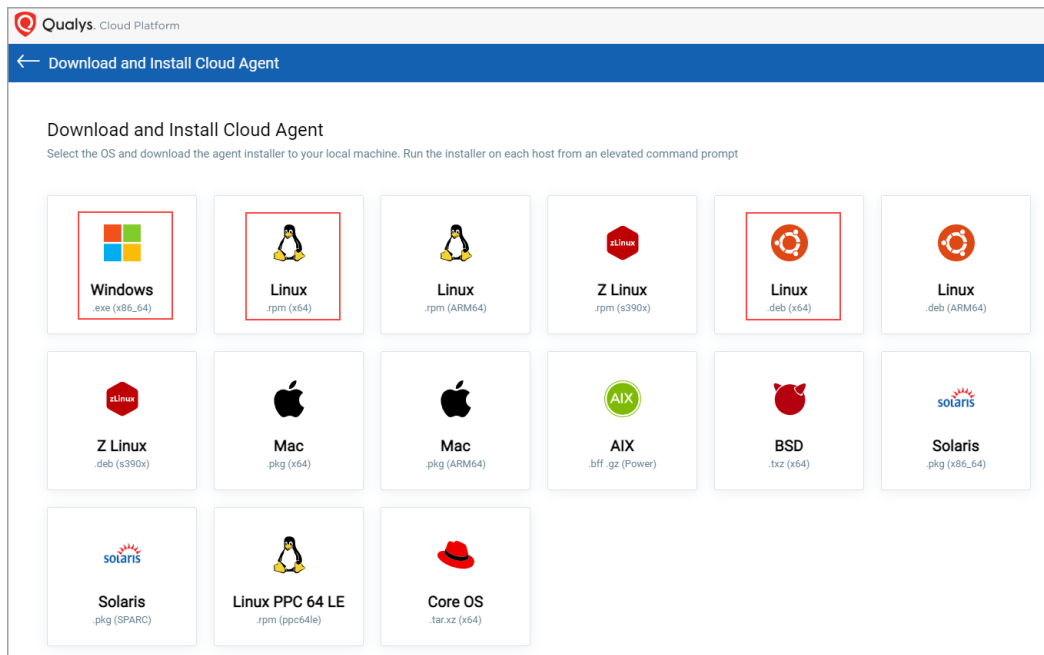 Qualys. Cloud Platform
Download and Install Cloud Agent
Download and Install Cloud Agent
Select the OS and download the agent installer to your local machine. Run the installer on each host from an elevated command prompt
Windows
.exe (x86_64)
Linux
.rpm (x64)
Linux
.rpm (ARM64)
zLinux
Z Linux
.rpm (s390x)
Linux
.deb (x64)
Linux
.deb (ARM64)
zLinux
Z Linux
.deb (s390x)
Mac
.pkg (x64)
Mac
.pkg (ARM64)
AIX
AIX
.bff .gz (Power)
BSD
.txz (x64)
solaris
Solaris
.pkg (x86_64)
solaris
Solaris
.pkg (SPARC)
Linux PPC 64 LE
.rpm (ppc64le)
Core OS
.tar.xz (x64)